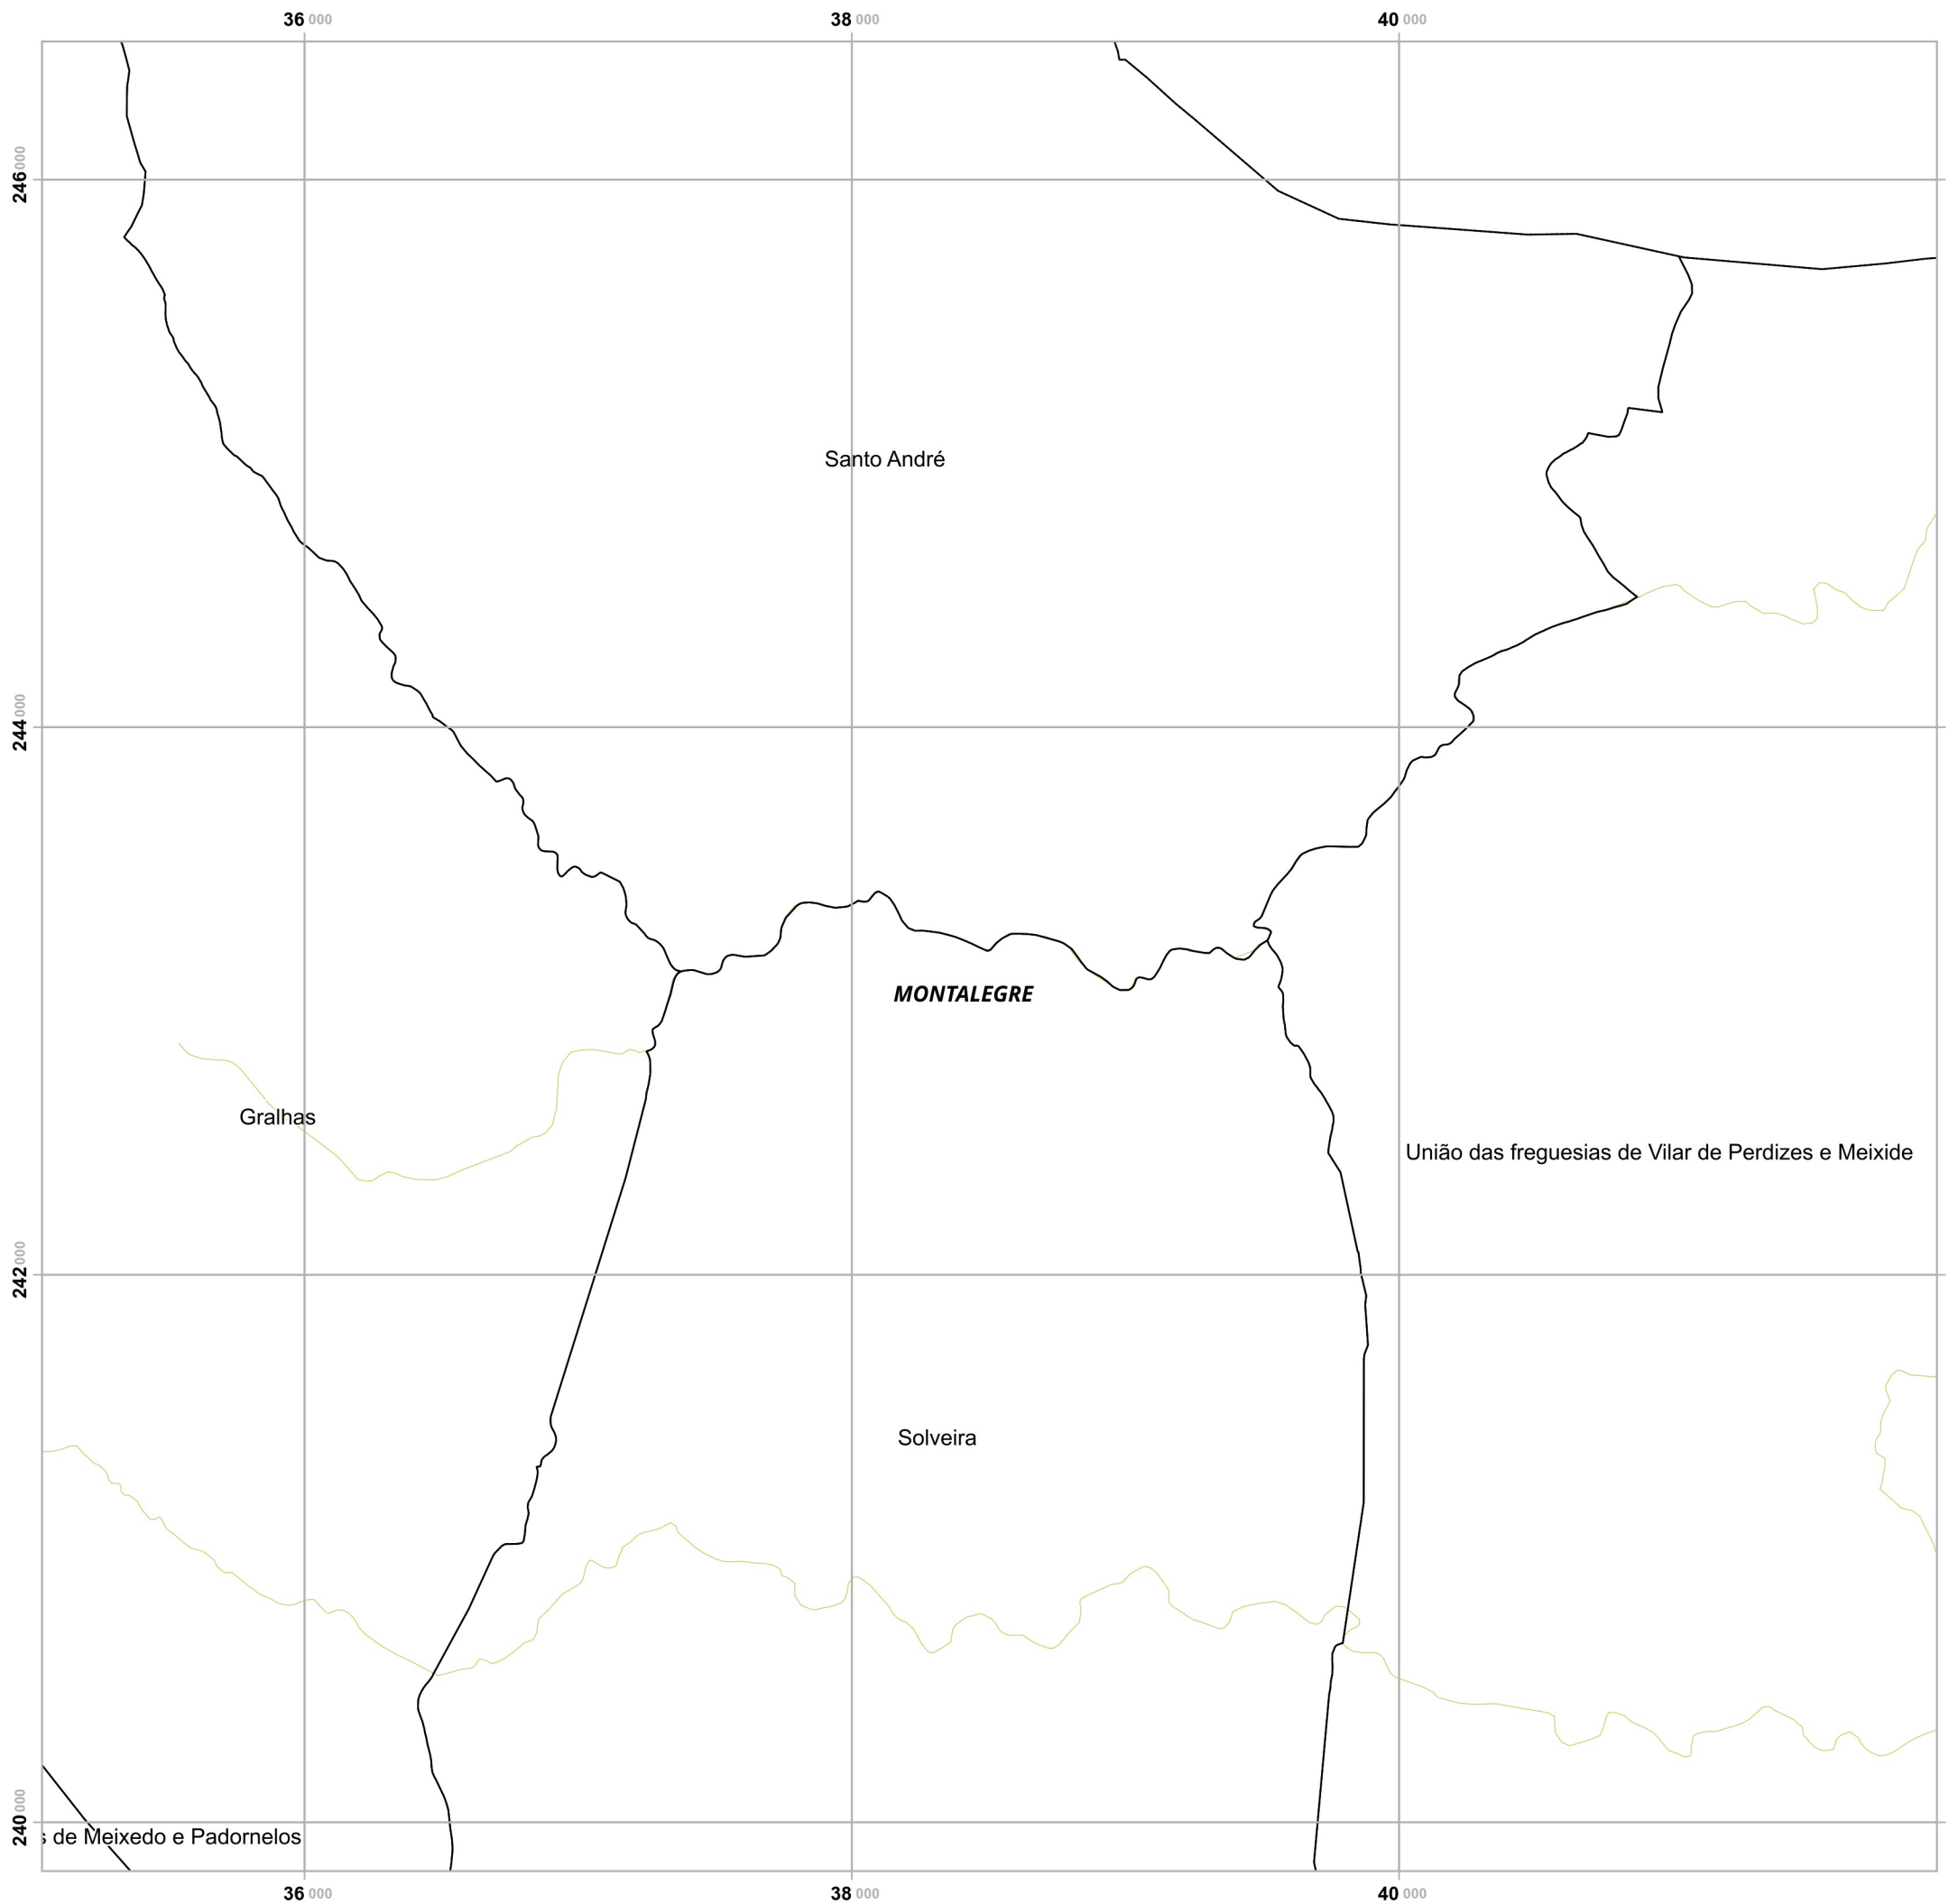 36 000 38 000 40 000
246 000
Santo André
244 000
MONTALEGRE
Gralhas
União das freguesias de Vilar de Perdizes e Meixide
242 000
Solveira
240 000
de Meixedo e Padornelos
36 000 38 000 40 000